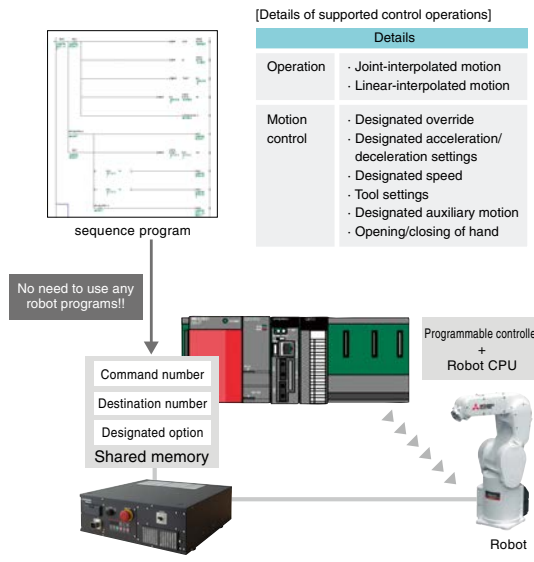 [Details of supported control operations]
Details
Operation
· Joint-interpolated motion
· Linear-interpolated motion
Motion
control
· Designated override
· Designated acceleration/
deceleration settings
· Designated speed
· Tool settings
· Designated auxiliary motion
· Opening/closing of hand
sequence program
No need to use any
robot programs!!
Programmable controlle
+
Robot CPU
Command number
Destination number
Designated option
Shared memory
Robot